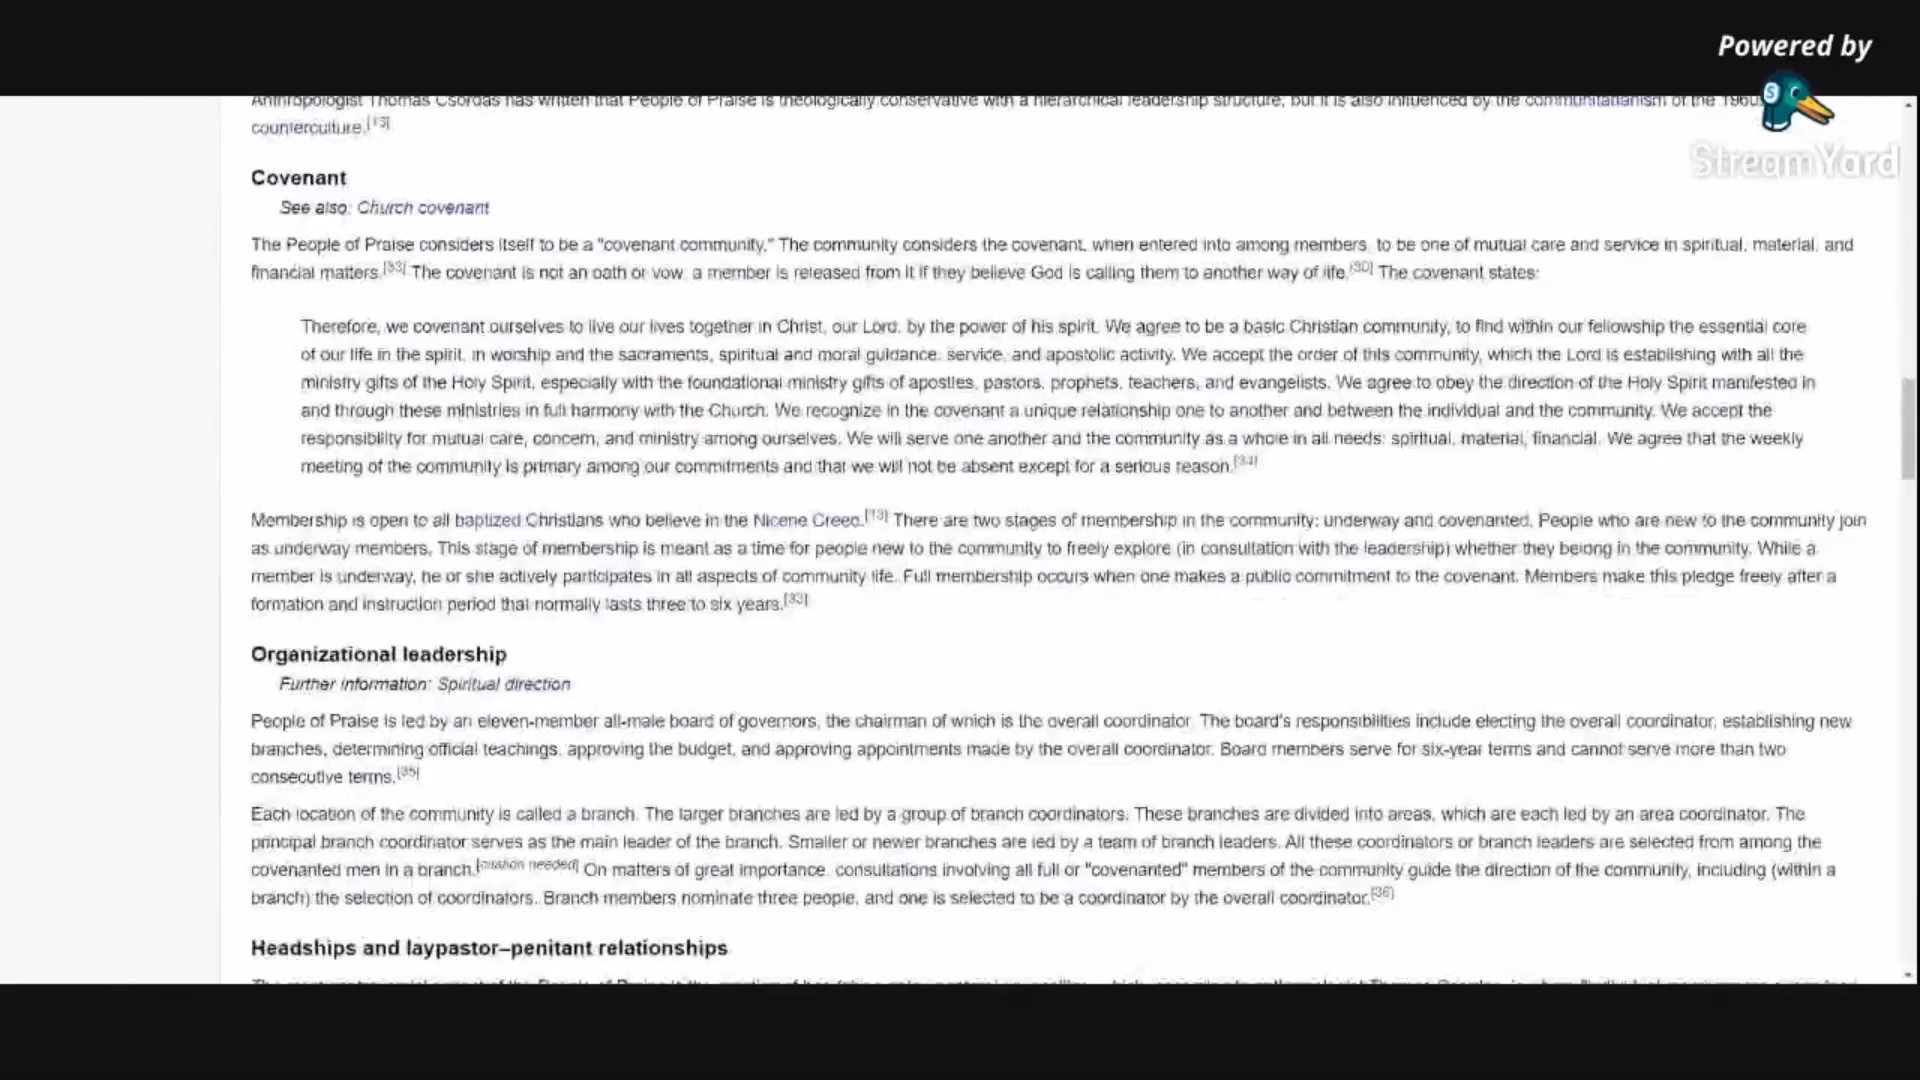 Powered by
StreamYard
Anthropologist Thomas Csordas has written that People of Praise is theologically conservative with a hierarchical leadership structure, but it is also influenced by the communitarianism of the 1960s
counterculture.[13]
Covenant
See also: Church covenant
The People of Praise considers itself to be a "covenant community." The community considers the covenant, when entered into among members, to be one of mutual care and service in spiritual, material, and
financial matters.[33] The covenant is not an oath or vow; a member is released from it if they believe God is calling them to another way of life.[30] The covenant states:
Therefore, we covenant ourselves to live our lives together in Christ, our Lord, by the power of his spirit. We agree to be a basic Christian community, to find within our fellowship the essential core
of our life in the spirit, in worship and the sacraments, spiritual and moral guidance, service, and apostolic activity. We accept the order of this community, which the Lord is establishing with all the
ministry gifts of the Holy Spirit, especially with the foundational ministry gifts of apostles, pastors, prophets, teachers, and evangelists. We agree to obey the direction of the Holy Spirit manifested in
and through these ministries in full harmony with the Church. We recognize in the covenant a unique relationship one to another and between the individual and the community. We accept the
responsibility for mutual care, concern, and ministry among ourselves. We will serve one another and the community as a whole in all needs: spiritual, material, financial. We agree that the weekly
meeting of the community is primary among our commitments and that we will not be absent except for a serious reason.[34]
Membership is open to all baptized Christians who believe in the Nicene Creed.[13] There are two stages of membership in the community: underway and covenanted. People who are new to the community join
as underway members. This stage of membership is meant as a time for people new to the community to freely explore (in consultation with the leadership) whether they belong in the community. While a
member is underway, he or she actively participates in all aspects of community life. Full membership occurs when one makes a public commitment to the covenant. Members make this pledge freely after a
formation and instruction period that normally lasts three to six years.[33]
Organizational leadership
Further information: Spiritual direction
People of Praise is led by an eleven-member all-male board of governors, the chairman of which is the overall coordinator. The board's responsibilities include electing the overall coordinator, establishing new
branches, determining official teachings, approving the budget, and approving appointments made by the overall coordinator. Board members serve for six-year terms and cannot serve more than two
consecutive terms.[35]
Each location of the community is called a branch. The larger branches are led by a group of branch coordinators. These branches are divided into areas, which are each led by an area coordinator. The
principal branch coordinator serves as the main leader of the branch. Smaller or newer branches are led by a team of branch leaders. All these coordinators or branch leaders are selected from among the
covenanted men in a branch.[citation needed] On matters of great importance, consultations involving all full or "covenanted" members of the community guide the direction of the community, including (within a
branch) the selection of coordinators. Branch members nominate three people, and one is selected to be a coordinator by the overall coordinator.[36]
Headships and laypastor–penitant relationships